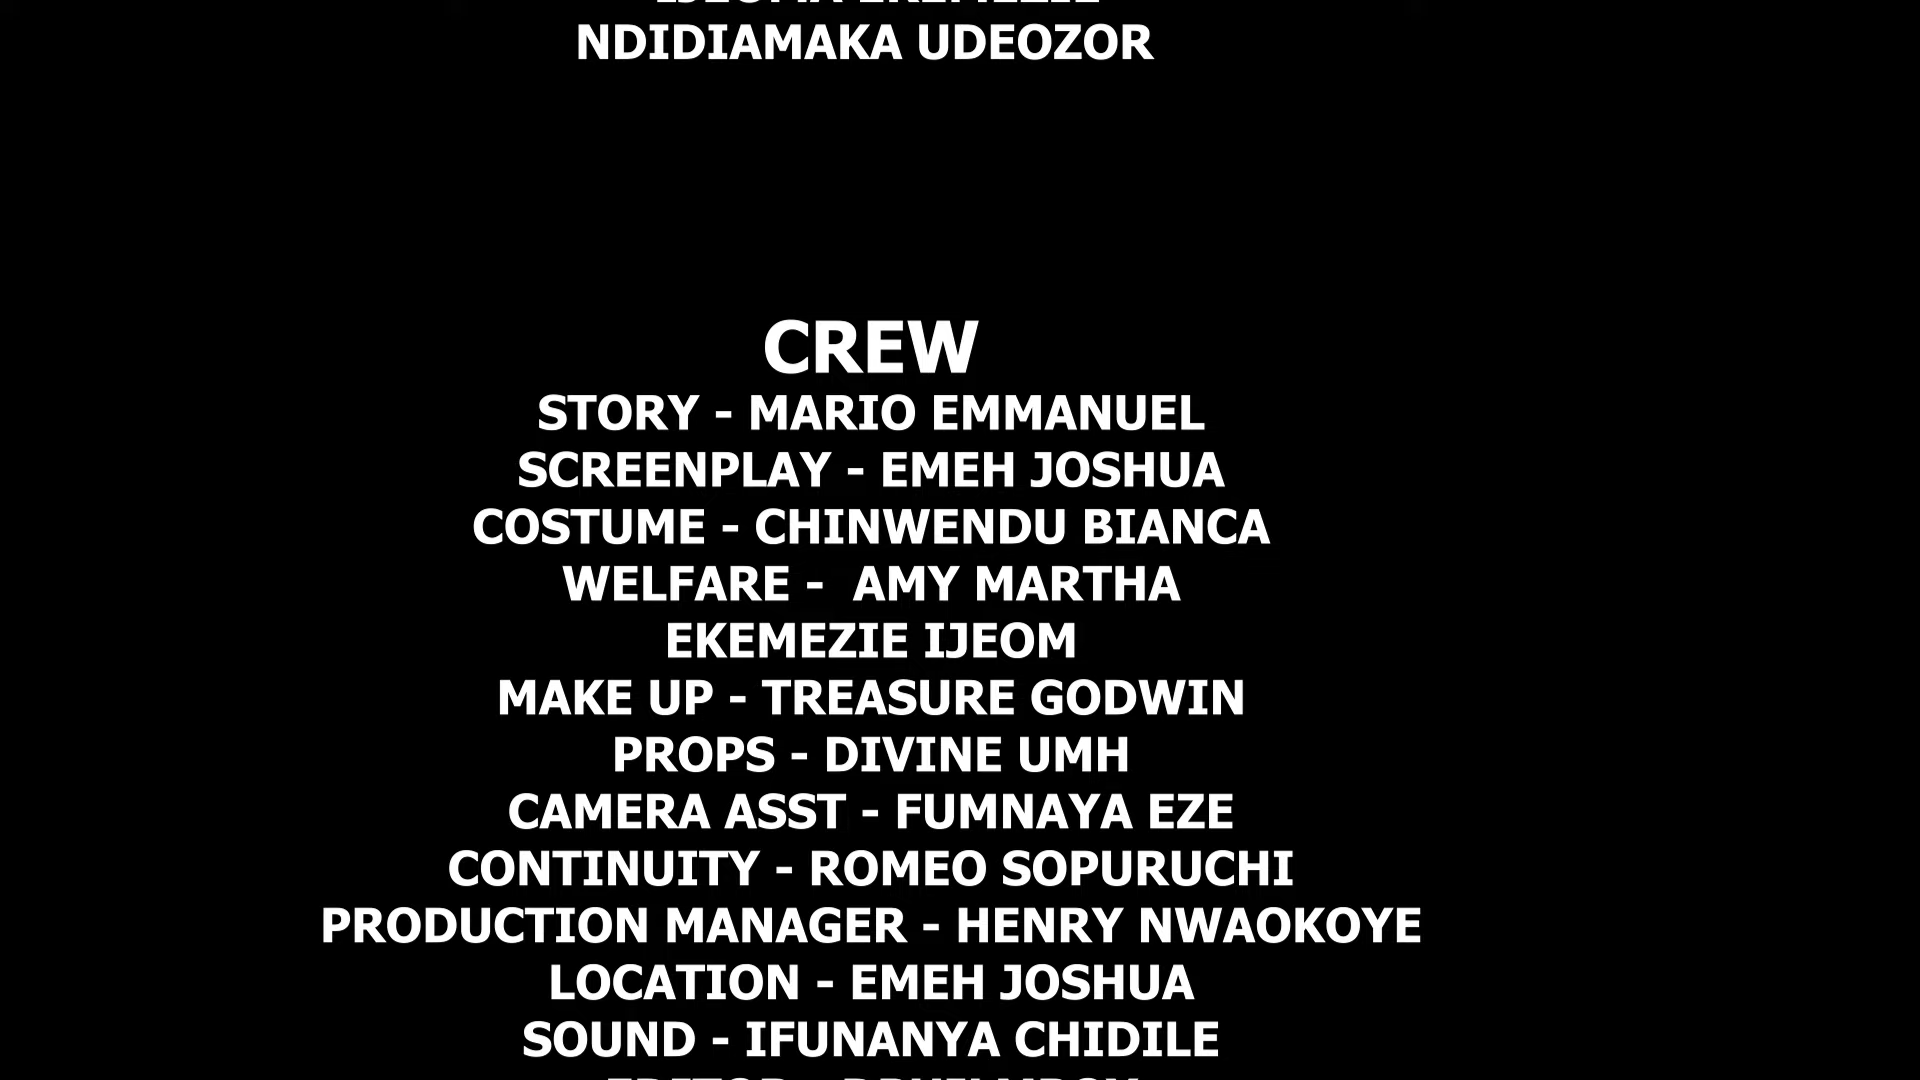 NDIDIAMAKA UDEOZOR
CREW
STORY - MARIO EMMANUEL
SCREENPLAY - EMEH JOSHUA
COSTUME - CHINWENDU BIANCA
WELFARE -  AMY MARTHA
EKEMEZIE IJEOM
MAKE UP - TREASURE GODWIN
PROPS - DIVINE UMH
CAMERA ASST - FUMNAYA EZE
CONTINUITY - ROMEO SOPURUCHI
PRODUCTION MANAGER - HENRY NWAOKOYE
LOCATION - EMEH JOSHUA
SOUND - IFUNANYA CHIDILE